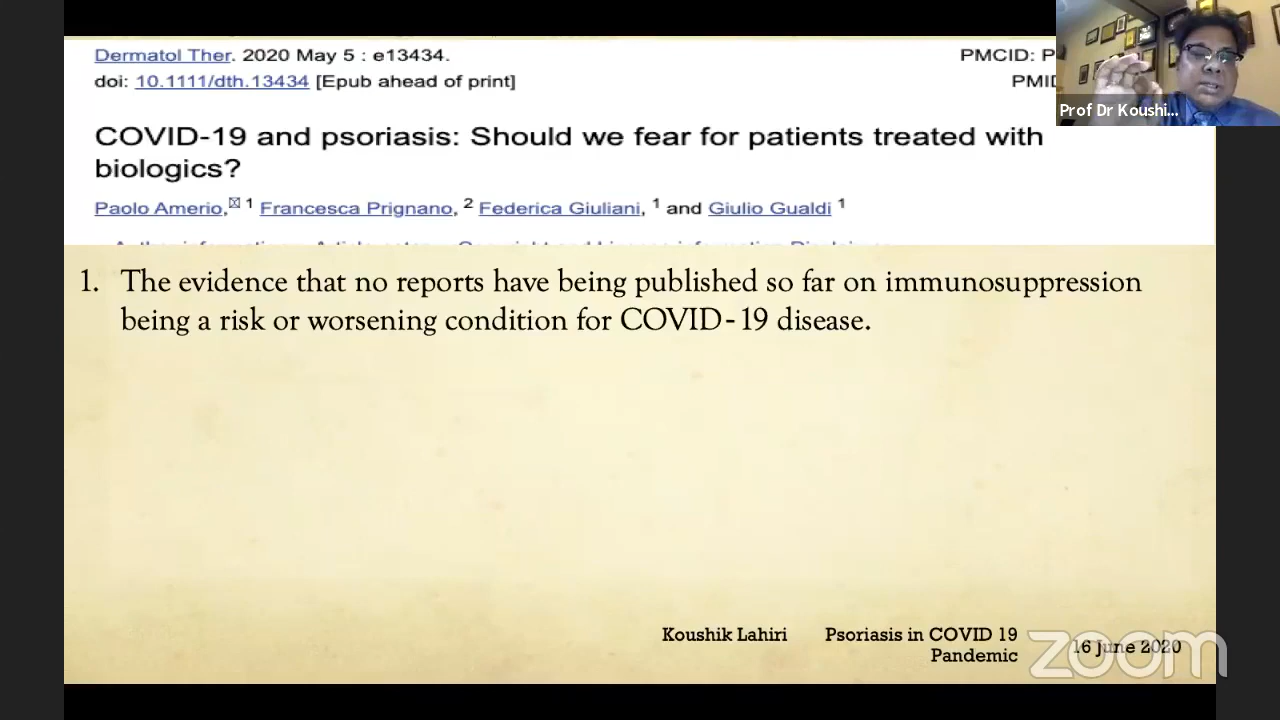 Dermatol Ther. 2020 May 5 : e13434.
PMCID: P
doi: 10.1111/dth.13434 [Epub ahead of print]
PMID
COVID-19 and psoriasis: Should we fear for patients treated with
biologics?
Paolo Amerio, 1 Francesca Prignano, 2 Federica Giuliani, 1 and Giulio Gualdi 1
Prof Dr Koushi...
1. The evidence that no reports have being published so far on immunosuppression
being a risk or worsening condition for COVID-19 disease.
Koushik Lahiri
Psoriasis in COVID 19
Pandemic
16 June 2020
zoom